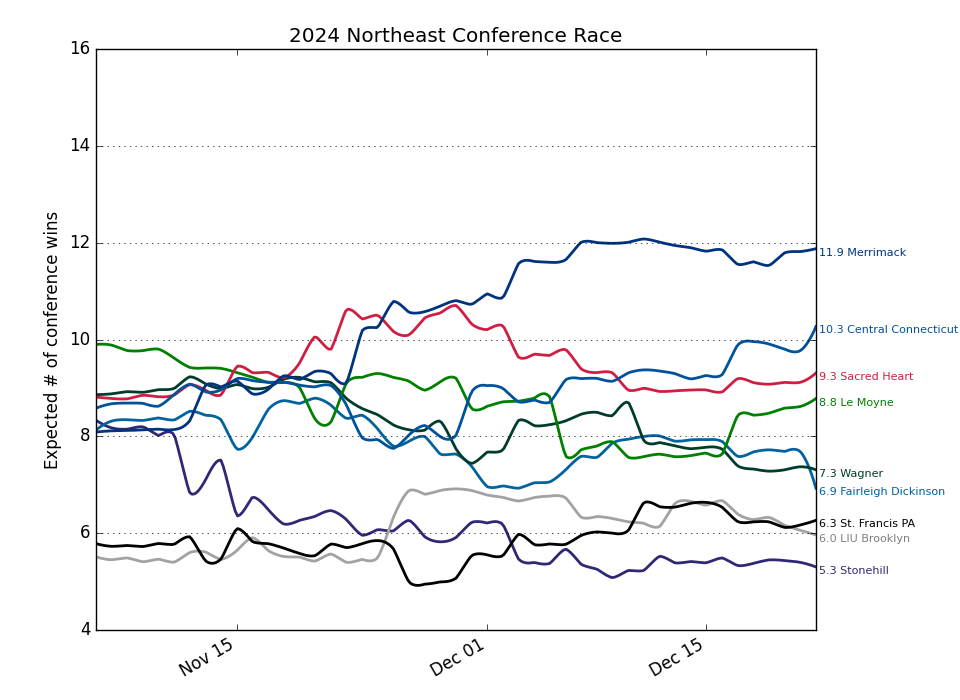 2024 Northeast Conference Race
Expected # of conference wins
16
14
12
10
8
6
4
Nov 15
Dec 01
Dec 15
11.9 Merrimack
10.3 Central Connecticut
9.3 Sacred Heart
8.8 Le Moyne
7.3 Wagner
6.9 Fairleigh Dickinson
6.3 St. Francis PA
6.0 LIU Brooklyn
5.3 Stonehill